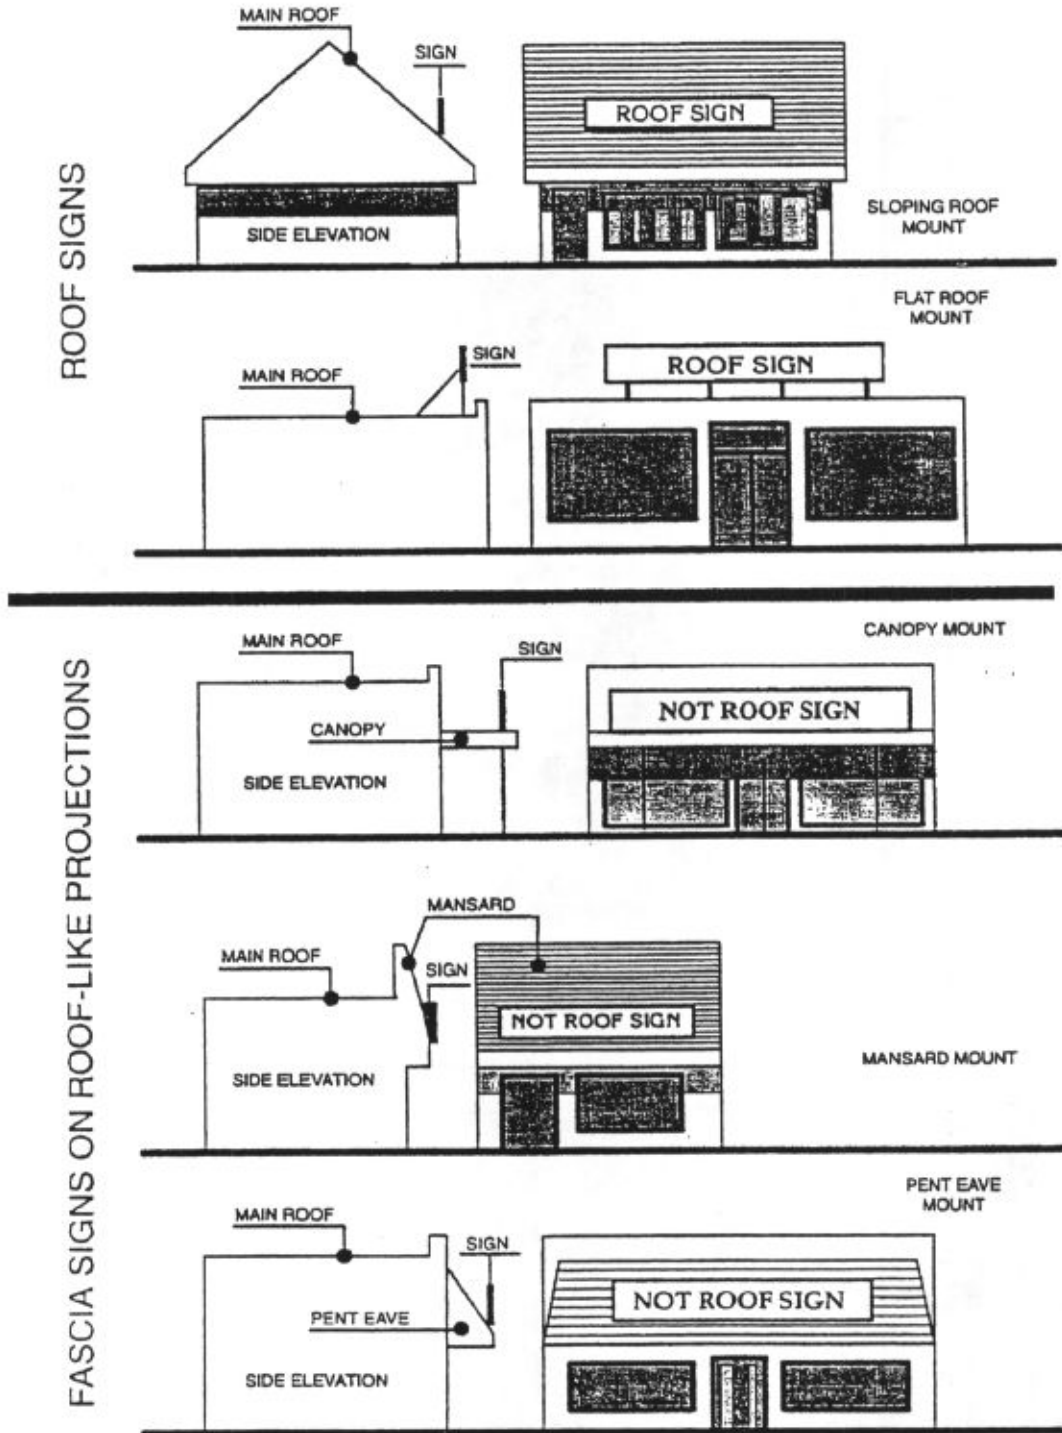 ROOF SIGNS
MAIN ROOF
SIGN
ROOF SIGN
SIDE ELEVATION
SLOPING ROOF
MOUNT
FLAT ROOF
MOUNT
SIGN
MAIN ROOF
ROOF SIGN
FASCIA SIGNS ON ROOF-LIKE PROJECTIONS
CANOPY MOUNT
MAIN ROOF
SIGN
NOT ROOF SIGN
CANOPY
SIDE ELEVATION
MANSARD
MAIN ROOF
SIGN
NOT ROOF SIGN
MANSARD MOUNT
SIDE ELEVATION
PENT EAVE
MOUNT
MAIN ROOF
SIGN
NOT ROOF SIGN
PENT EAVE
SIDE ELEVATION